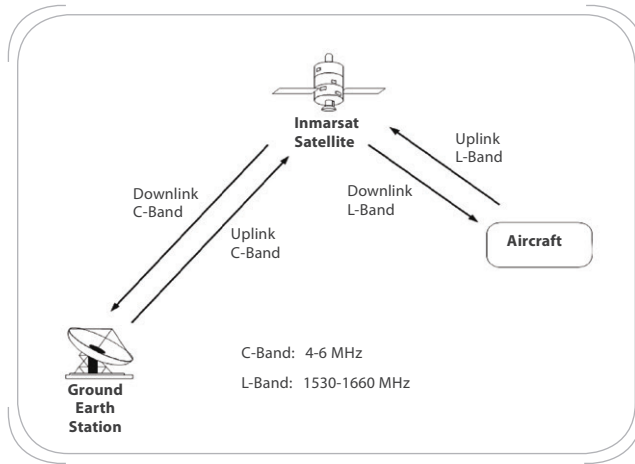 Inmarsat
Satellite
Uplink
L-Band
Downlink
L-Band
Downlink
C-Band
Uplink
C-Band
Aircraft
C-Band: 4-6 MHz
L-Band: 1530-1660 MHz
Ground
Earth
Station